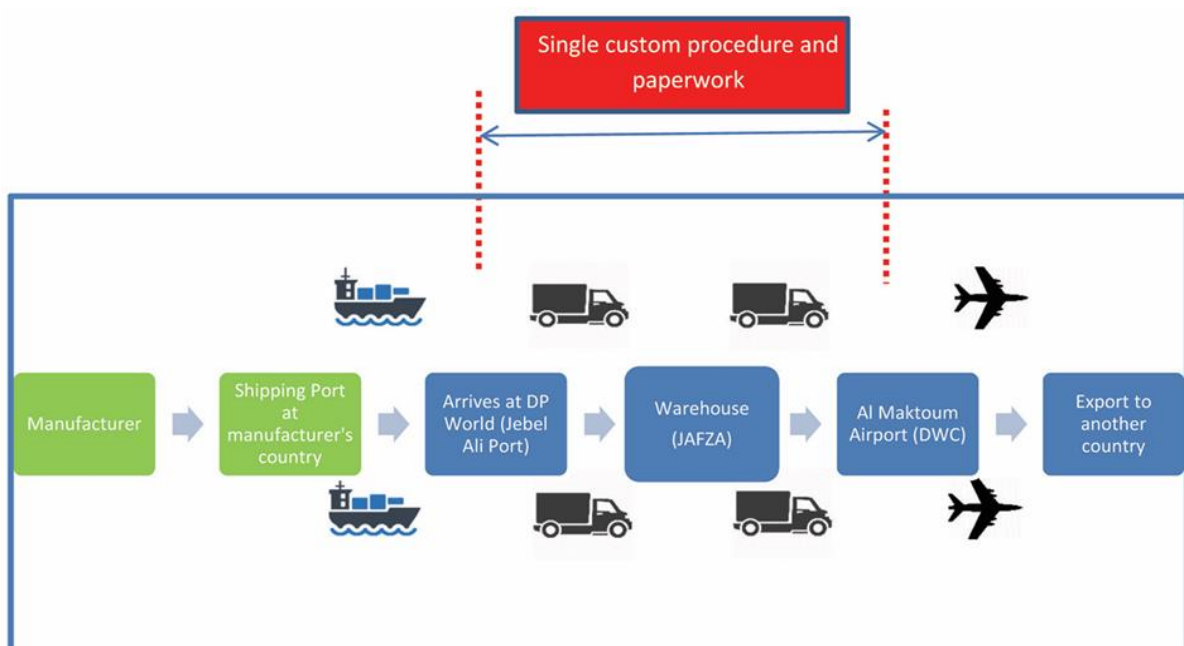 Single custom procedure and
paperwork
Manufacturer
Shipping Port
at
manufacturer's
country
Arrives at DP
World (Jebel
Ali Port)
Warehouse
(JAFZA)
Al Maktoum
Airport (DWC)
Export to
another
country